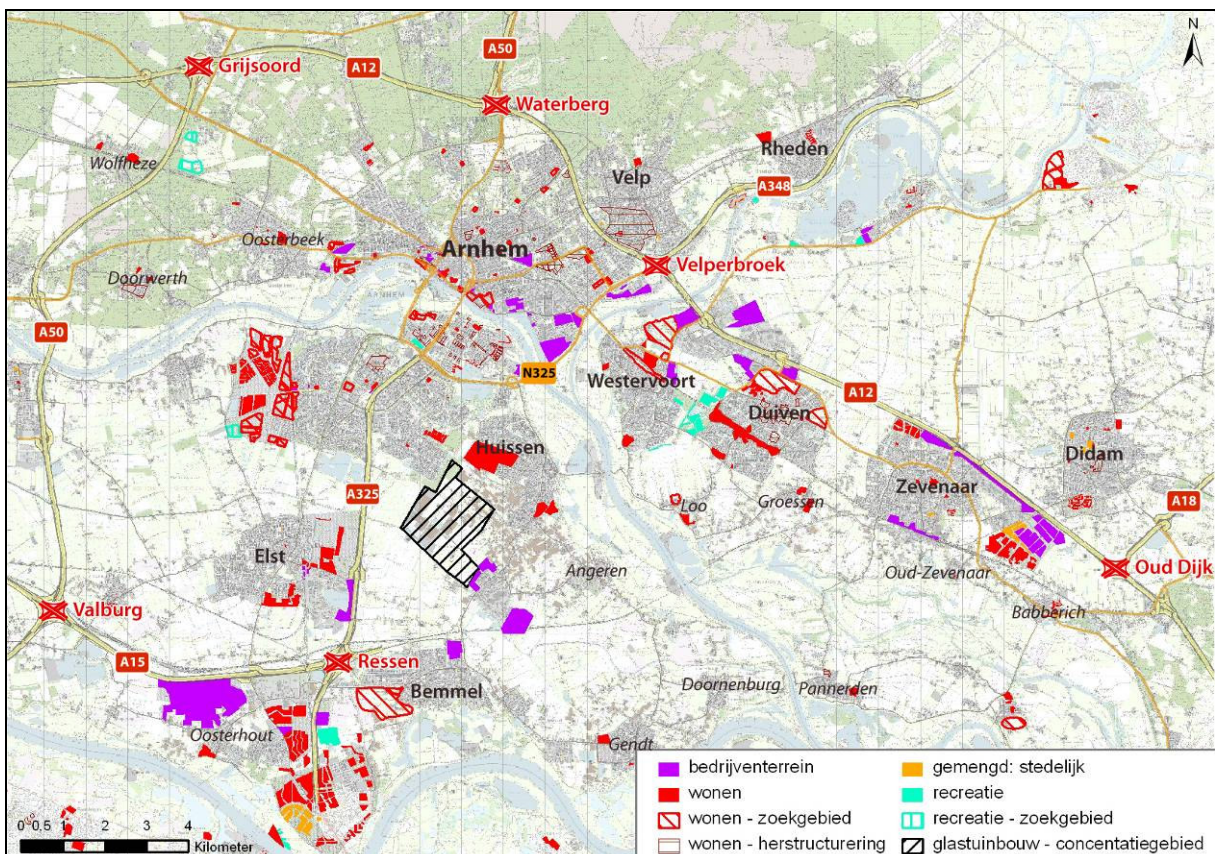 N
A50
Grijsoord
A12
Waterberg
Wolfheze
Velp
Rheden
A348
Oosterbeek
Arnhem
Doorwerth
Velperbroek
A50
N325
Westervoort
A12
Duiven
Huissen
Didam
Zevenaar
A325
Loo
Groessen
A18
Elst
Angeren
Oud-Zevenaar
Oud Dijk
Valburg
Babberich
A15
Ressen
Bemmel
Doornenburg
Pannerden
Oosterhout
Gendt
bedrijventerrein
wonen
wonen - zoekgebied
wonen - herstructurering
gemengd: stedelijk
recreatie
recreatie - zoekgebied
glastuinbouw - concentatiegebied
0 0.5 1 2 3 4
Kilometer